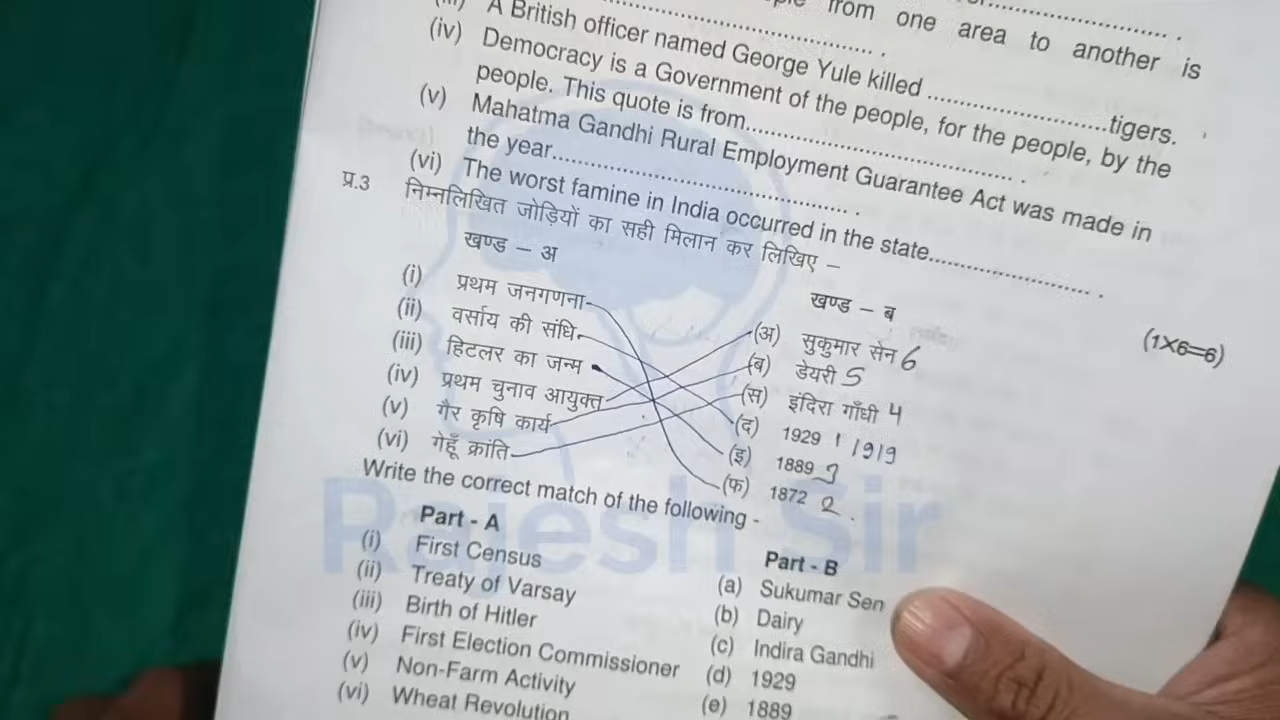 from one area to another is
A British officer named George Yule killed ........................tigers.
(iv) Democracy is a Government of the people, for the people, by the
people. This quote is from........................ .
(v) Mahatma Gandhi Rural Employment Guarantee Act was made in
the year........................ .
(vi) The worst famine in India occurred in the state........................ .
प्र.3 निम्नलिखित जोड़ियों का सही मिलान कर लिखिए –
(1×6=6)
खण्ड – अ खण्ड – ब
(i) प्रथम जनगणना (अ) सुकुमार सेन 6
(ii) वर्साय की संधि (ब) डेयरी 5
(iii) हिटलर का जन्म (स) इंदिरा गाँधी 4
(iv) प्रथम चुनाव आयुक्त (द) 1929 1919
(v) गैर कृषि कार्य (इ) 1889 3
(vi) गेहूँ क्रांति (फ) 1872 2
Write the correct match of the following -
Part - A Part - B
(i) First Census (a) Sukumar Sen
(ii) Treaty of Varsay (b) Dairy
(iii) Birth of Hitler (c) Indira Gandhi
(iv) First Election Commissioner (d) 1929
(v) Non-Farm Activity (e) 1889
(vi) Wheat Revolution
Rajesh Sir